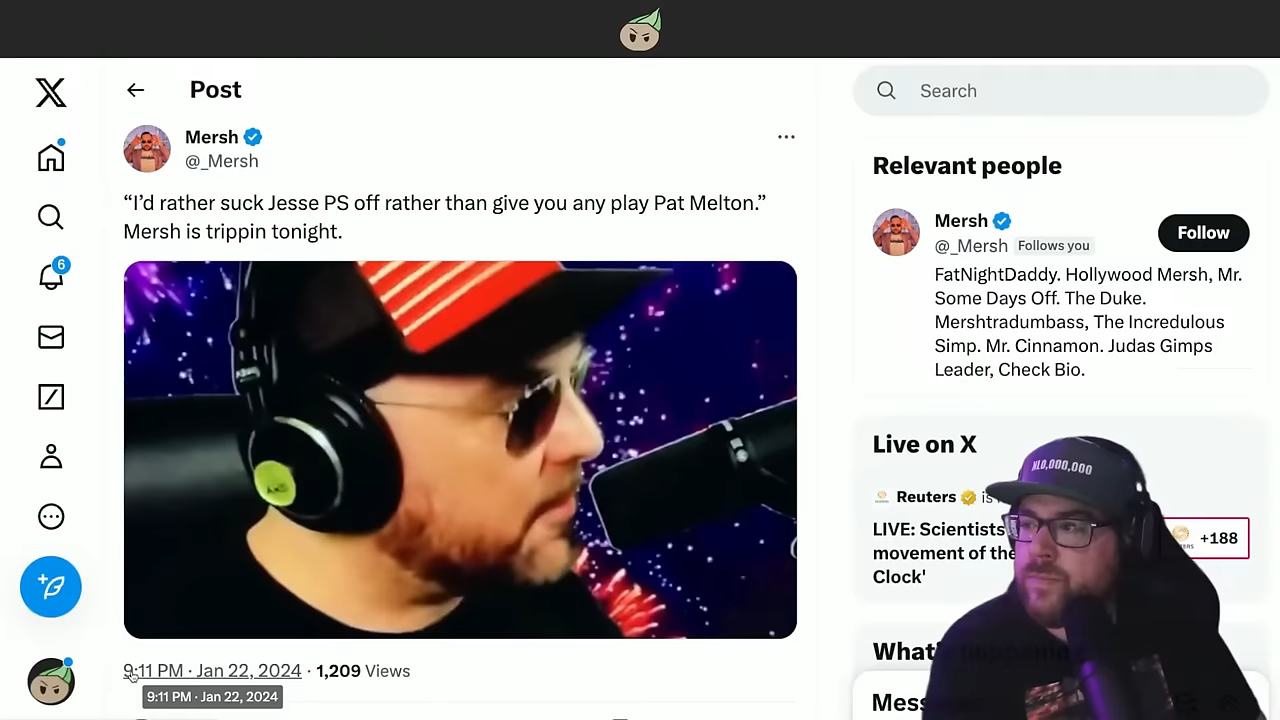 Post
Search
Mersh
@_Mersh
“I’d rather suck Jesse PS off rather than give you any play Pat Melton.”
Mersh is trippin tonight.
Relevant people
Mersh
@_Mersh Follows you
Follow
FatNightDaddy. Hollywood Mersh, Mr.
Some Days Off. The Duke.
Mershtradumbass, The Incredulous
Simp. Mr. Cinnamon. Judas Gimps
Leader, Check Bio.
6
Live on X
Reuters is
LIVE: Scientists
movement of the
Clock'
+188
AKG
9:11 PM · Jan 22, 2024 · 1,209 Views
9:11 PM · Jan 22, 2024